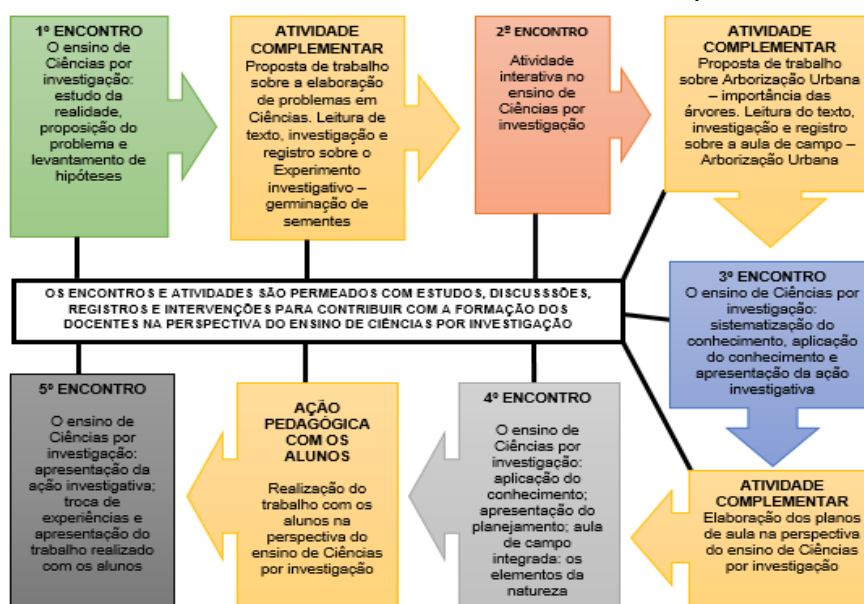 1º ENCONTRO
O ensino de
Ciências por
investigação:
estudo da
realidade,
proposição do
problema e
levantamento de
hipóteses
ATIVIDADE
COMPLEMENTAR
Proposta de trabalho
sobre a elaboração
de problemas em
Ciências. Leitura de
texto, investigação e
registro sobre o
Experimento
investigativo –
germinação de
sementes
2º ENCONTRO
Atividade
interativa no
ensino de
Ciências por
investigação
ATIVIDADE
COMPLEMENTAR
Proposta de trabalho
sobre Arborização Urbana
– importância das
árvores. Leitura do texto,
investigação e registro
sobre a aula de campo –
Arborização Urbana
OS ENCONTROS E ATIVIDADES SÃO PERMEADOS COM ESTUDOS, DISCUSSSÕES,
REGISTROS E INTERVENÇÕES PARA CONTRIBUIR COM A FORMAÇÃO DOS
DOCENTES NA PERSPECTIVA DO ENSINO DE CIÊNCIAS POR INVESTIGAÇÃO
3º ENCONTRO
O ensino de Ciências por
investigação:
sistematização do
conhecimento, aplicação
do conhecimento e
apresentação da ação
investigativa
ATIVIDADE
COMPLEMENTAR
Elaboração dos planos
de aula na perspectiva
do ensino de Ciências
por investigação
4º ENCONTRO
O ensino de
Ciências por
investigação:
aplicação do
conhecimento;
apresentação do
planejamento; aula
de campo
integrada: os
elementos da
natureza
AÇÃO
PEDAGÓGICA
COM OS
ALUNOS
Realização do
trabalho com os
alunos na
perspectiva do
ensino de Ciências
por investigação
5º ENCONTRO
O ensino de
Ciências por
investigação:
apresentação da
ação investigativa;
troca de
experiências e
apresentação do
trabalho realizado
com os alunos